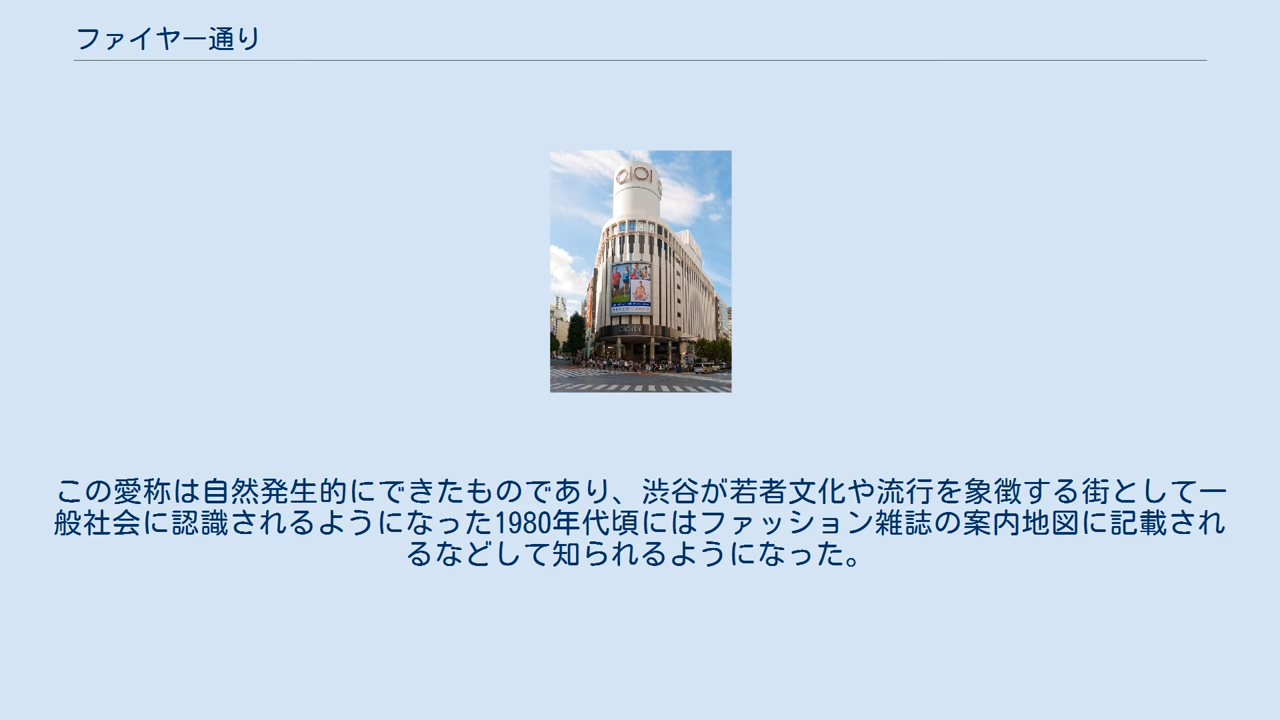 ファイヤー通り
OIOI
この愛称は自然発生的にできたものであり、渋谷が若者文化や流行を象徴する街として一
般社会に認識されるようになった1980年代頃にはファッション雑誌の案内地図に記載され
るなどして知られるようになった。